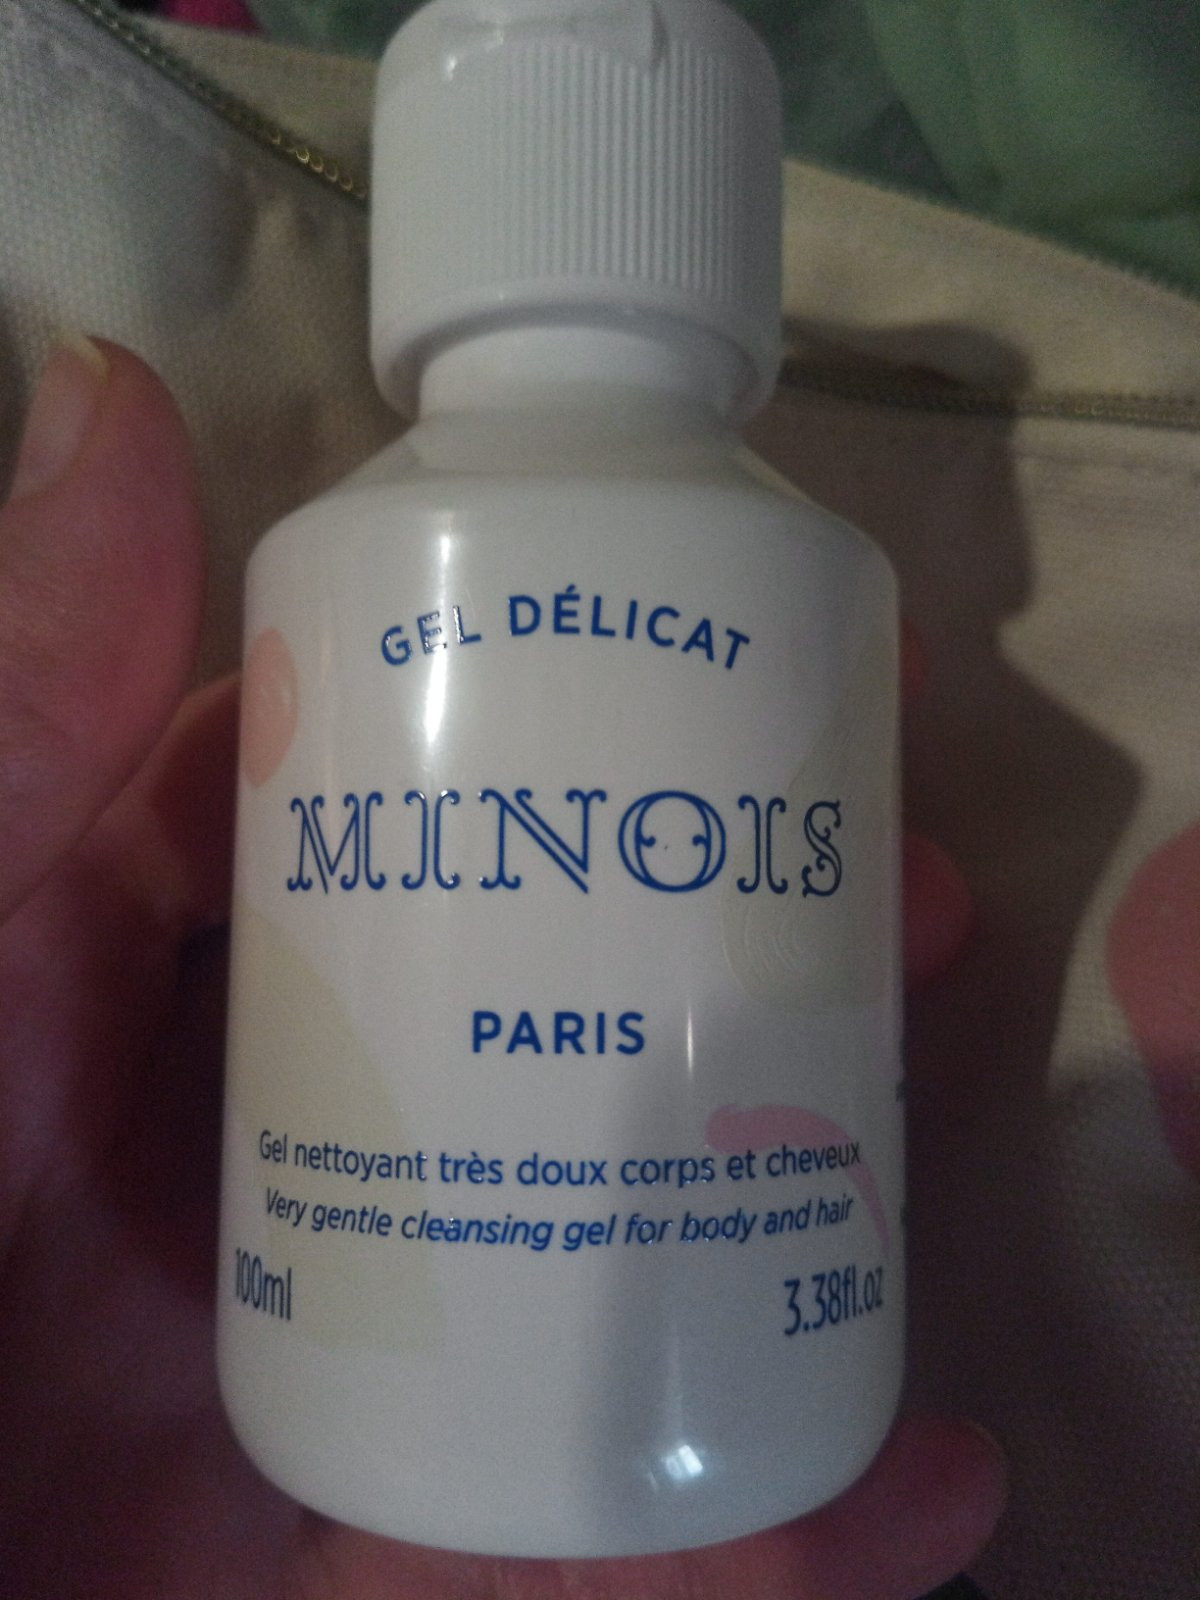 GEL DÉLICAT
MINOIS
PARIS
Gel nettoyant très doux corps et cheveux
Very gentle cleansing gel for body and hair
100ml 3.38fl.oz